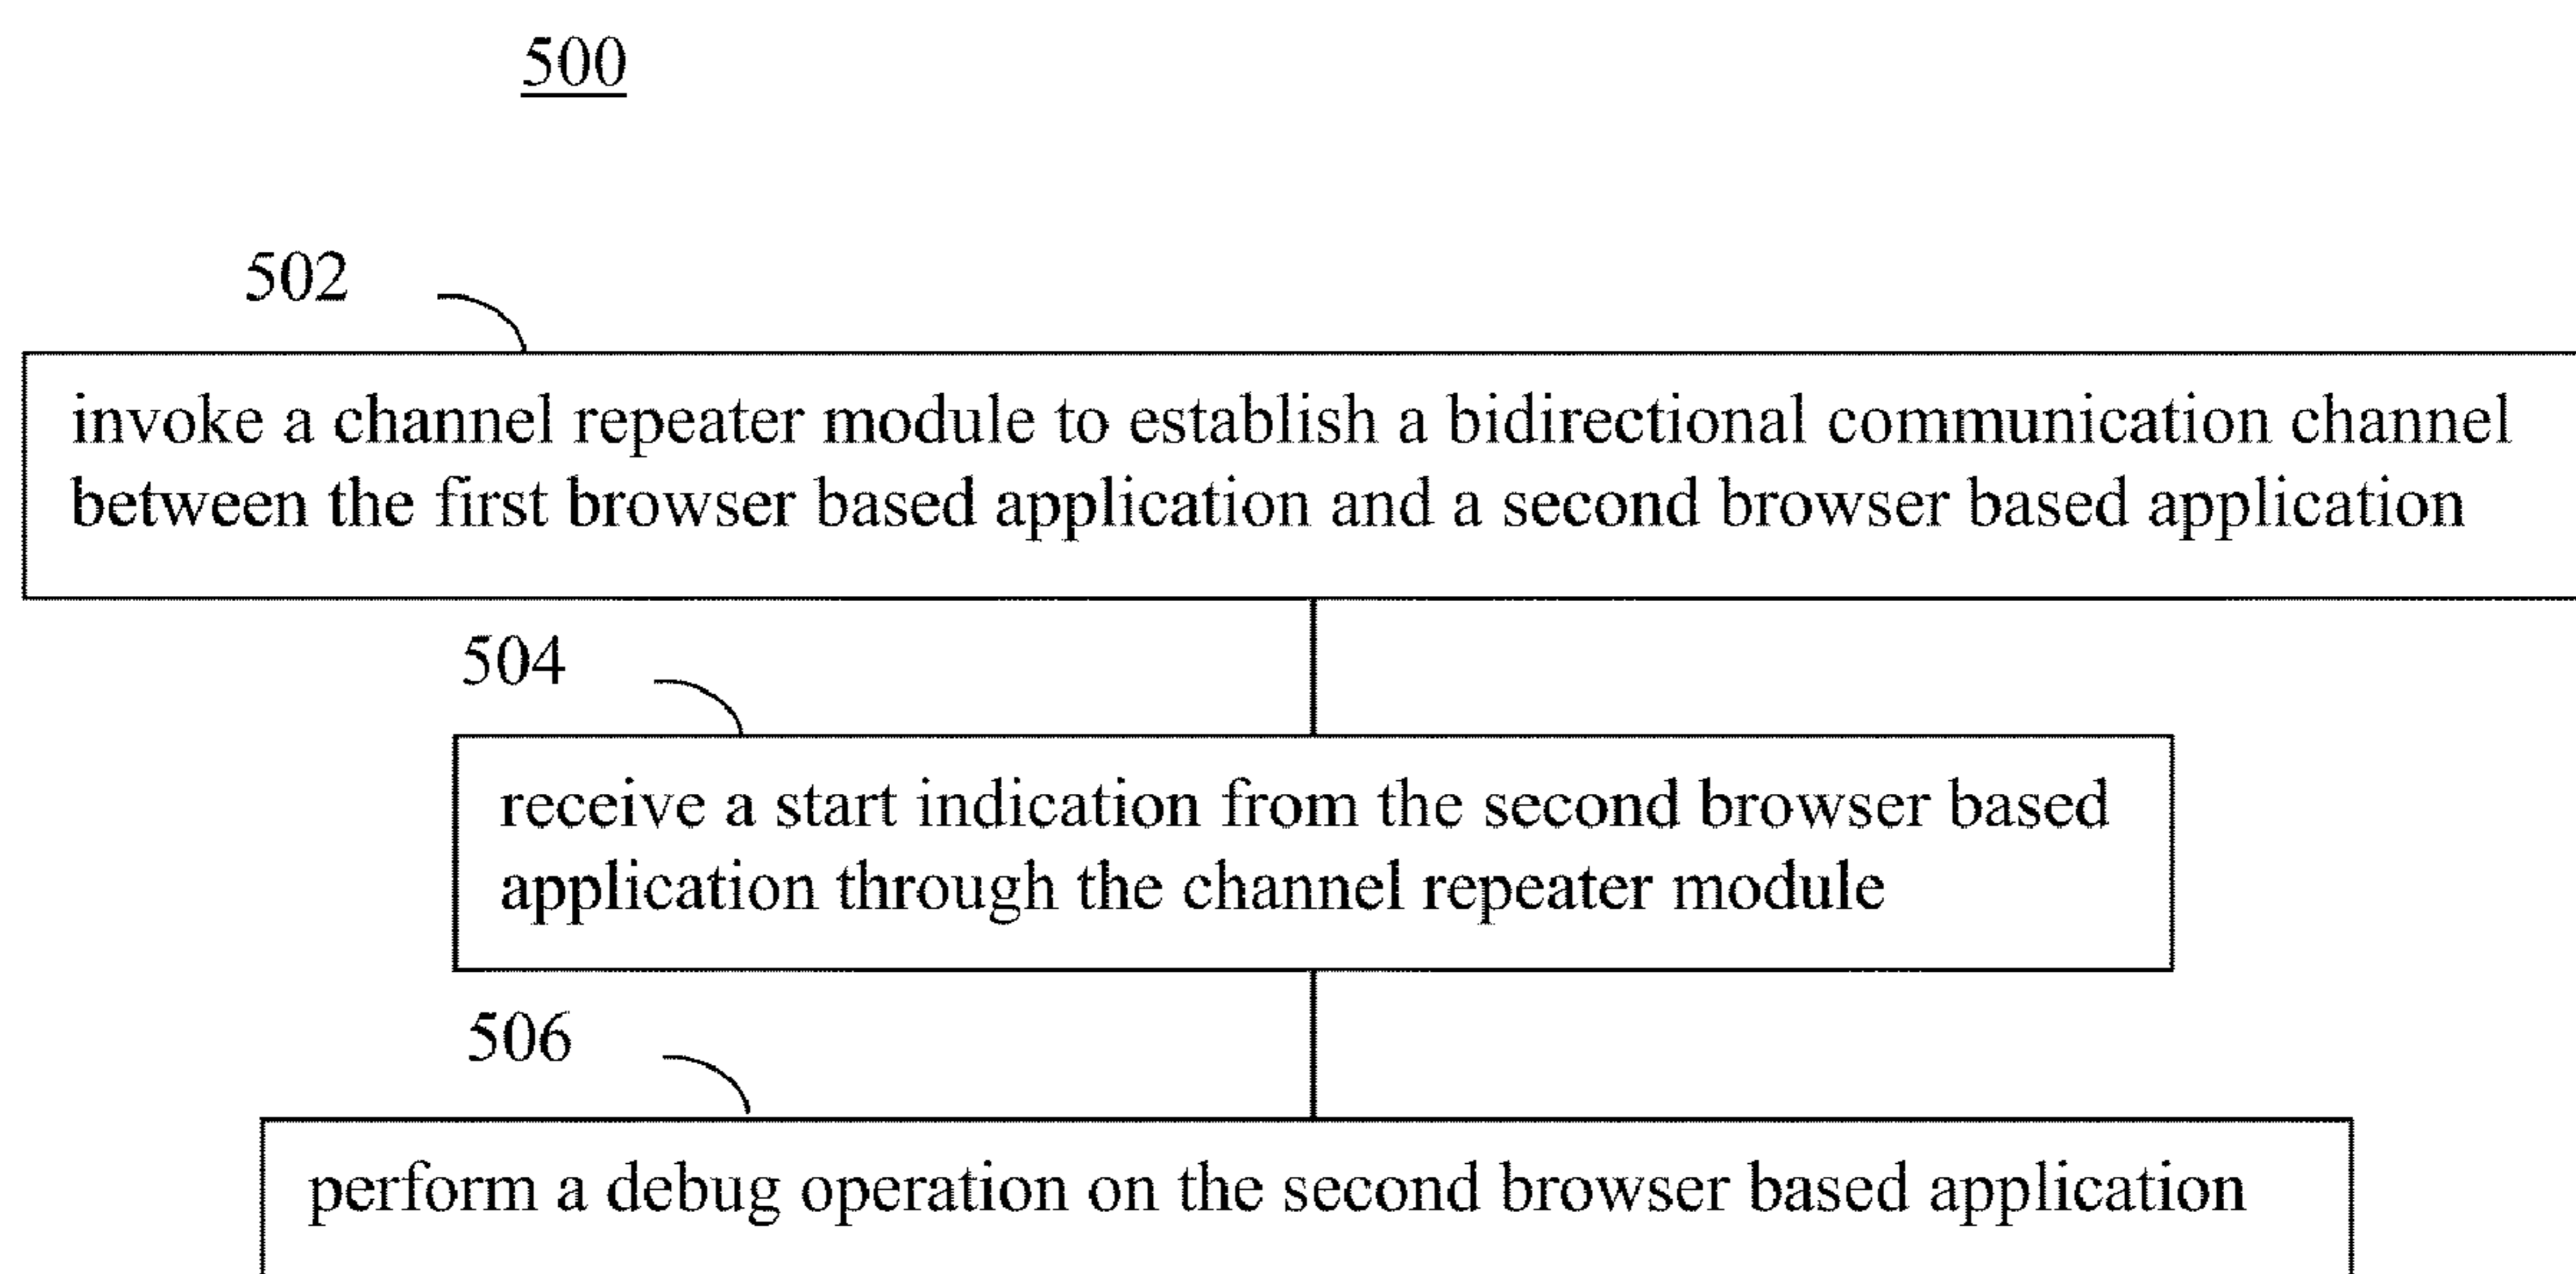 500
502
invoke a channel repeater module to establish a bidirectional communication channel
between the first browser based application and a second browser based application
504
receive a start indication from the second browser based
application through the channel repeater module
506
perform a debug operation on the second browser based application